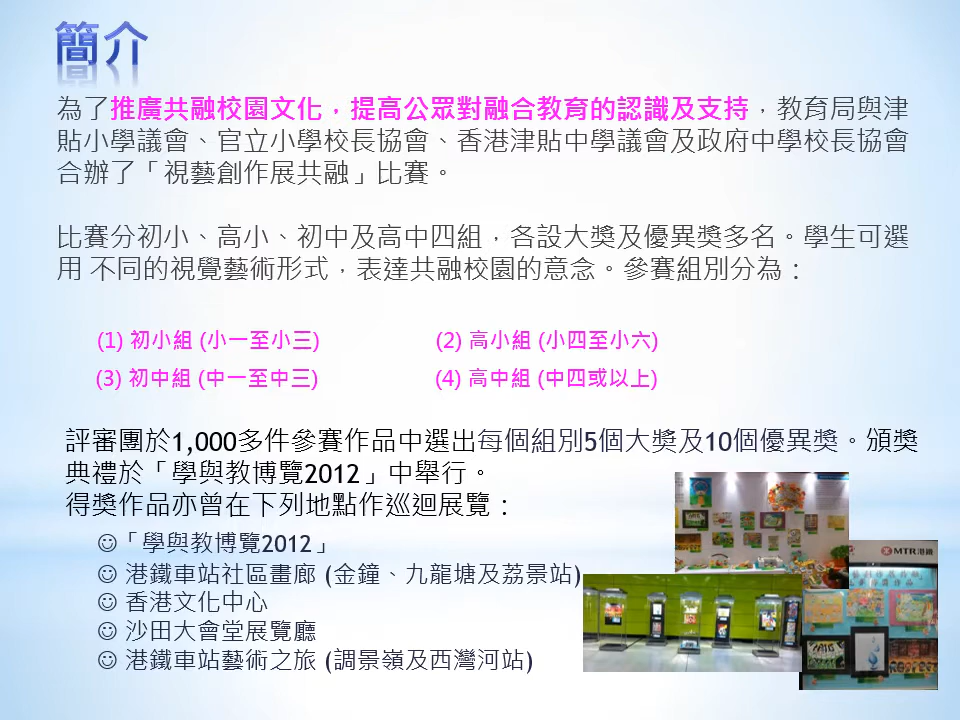 簡介
為了推廣共融校園文化，提高公眾對融合教育的認識及支持，教育局與津
貼小學議會、官立小學校長協會、香港津貼中學議會及政府中學校長協會
合辦了「視藝創作展共融」比賽。
比賽分初小、高小、初中及高中四組，各設大獎及優異獎多名。學生可選
用 不同的視覺藝術形式，表達共融校園的意念。參賽組別分為：
(1) 初小組 (小一至小三) (2) 高小組 (小四至小六)
(3) 初中組 (中一至中三) (4) 高中組 (中四或以上)
評審團於1,000多件參賽作品中選出每個組別5個大獎及10個優異獎。頒獎
典禮於「學與教博覽2012」中舉行。
得獎作品亦曾在下列地點作巡迴展覽：
☺「學與教博覽2012」
☺ 港鐵車站社區畫廊 (金鐘、九龍塘及荔景站)
☺ 香港文化中心
☺ 沙田大會堂展覽廳
☺ 港鐵車站藝術之旅 (調景嶺及西灣河站)
MTR港鐵